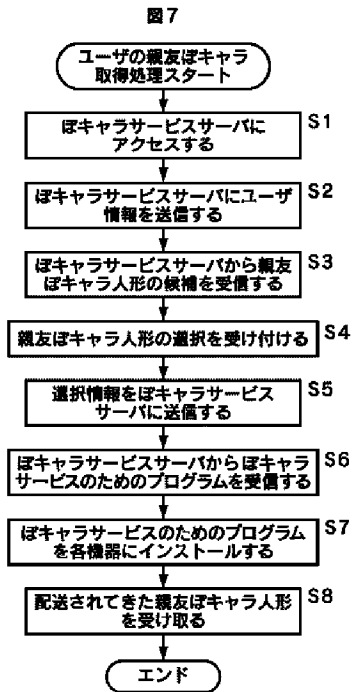 図7
ユーザの親友ぽキャラ
取得処理スタート
ぽキャラサービスサーバに
アクセスする
S1
ぽキャラサービスサーバにユーザ
情報を送信する
S2
ぽキャラサービスサーバから親友
ぽキャラ人形の候補を受信する
S3
親友ぽキャラ人形の選択を受け付ける
S4
選択情報をぽキャラサービス
サーバに送信する
S5
ぽキャラサービスサーバからぽキャラ
サービスのためのプログラムを受信する
S6
ぽキャラサービスのためのプログラム
を各機器にインストールする
S7
配送されてきた親友ぽキャラ人形
を受け取る
S8
エンド